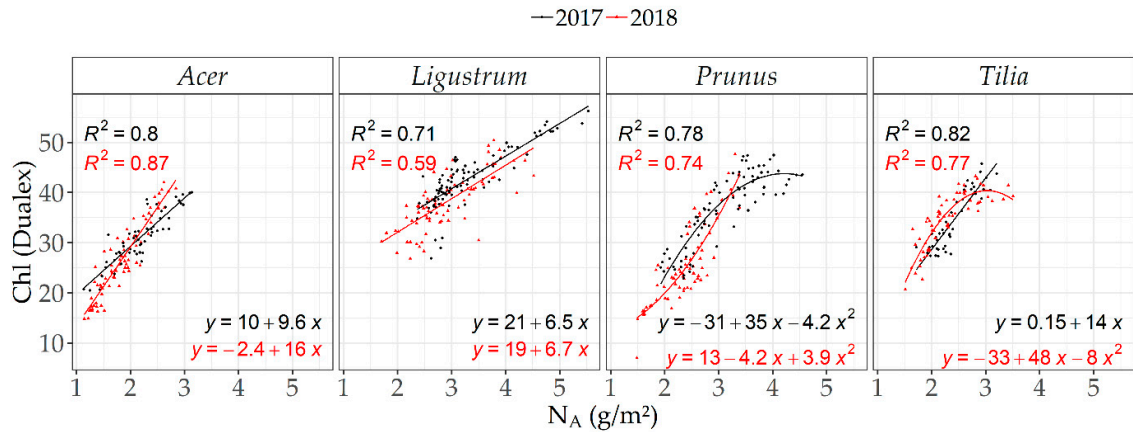 2017 2018
Acer Ligustrum Prunus Tilia
Chl (Dualex)
50
40
30
20
10
R² = 0.8
R² = 0.87
y = 10 + 9.6 x
y = −2.4 + 16 x
R² = 0.71
R² = 0.59
y = 21 + 6.5 x
y = 19 + 6.7 x
R² = 0.78
R² = 0.74
y = −31 + 35 x − 4.2 x²
y = 13 − 4.2 x + 3.9 x²
R² = 0.82
R² = 0.77
y = 0.15 + 14 x
y = −33 + 48 x − 8 x²
1 2 3 4 5 1 2 3 4 5 1 2 3 4 5 1 2 3 4 5
N_A (g/m²)